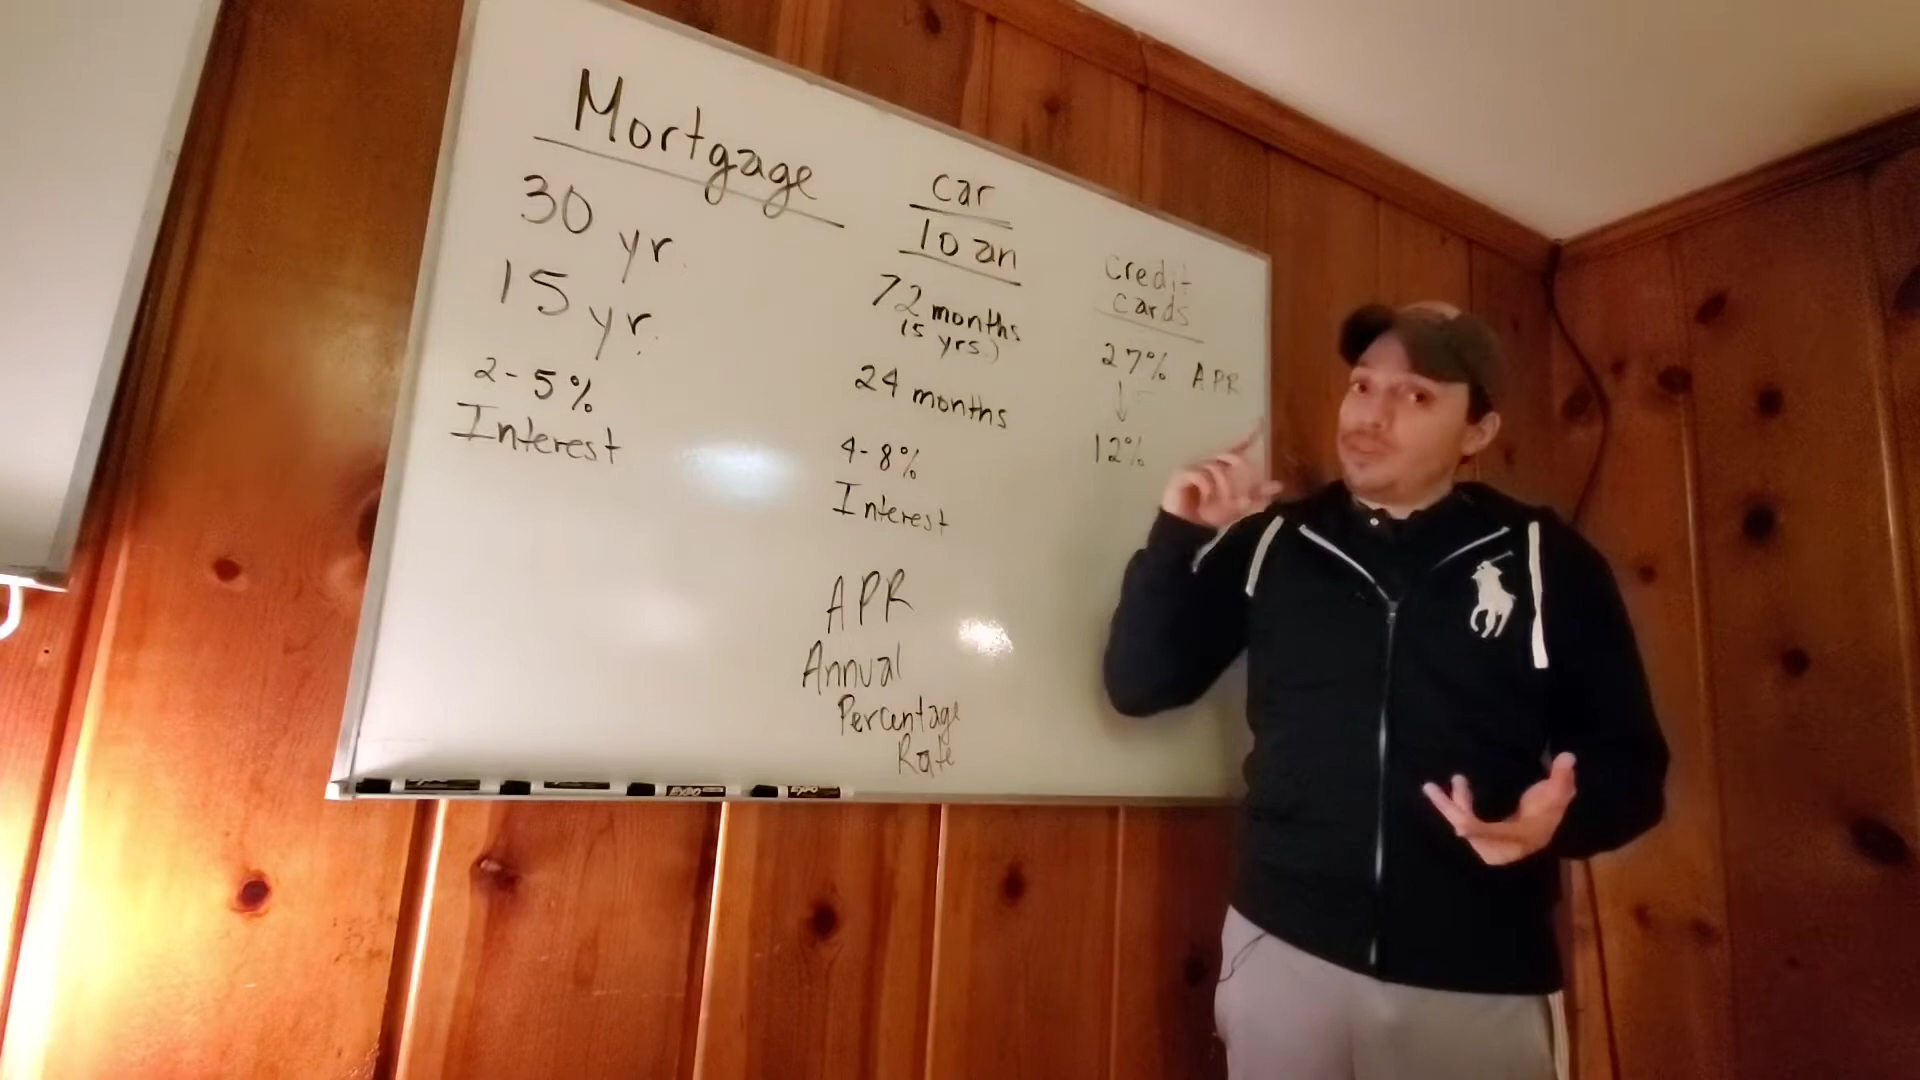 Mortgage
30 yr.
15 yr.
2-5%
Interest
car
loan
72 months
(5 yrs.)
24 months
4-8%
Interest
credit
cards
27% APR
↓
12%
APR
Annual
Percentage
Rate
EXPO
EXPO